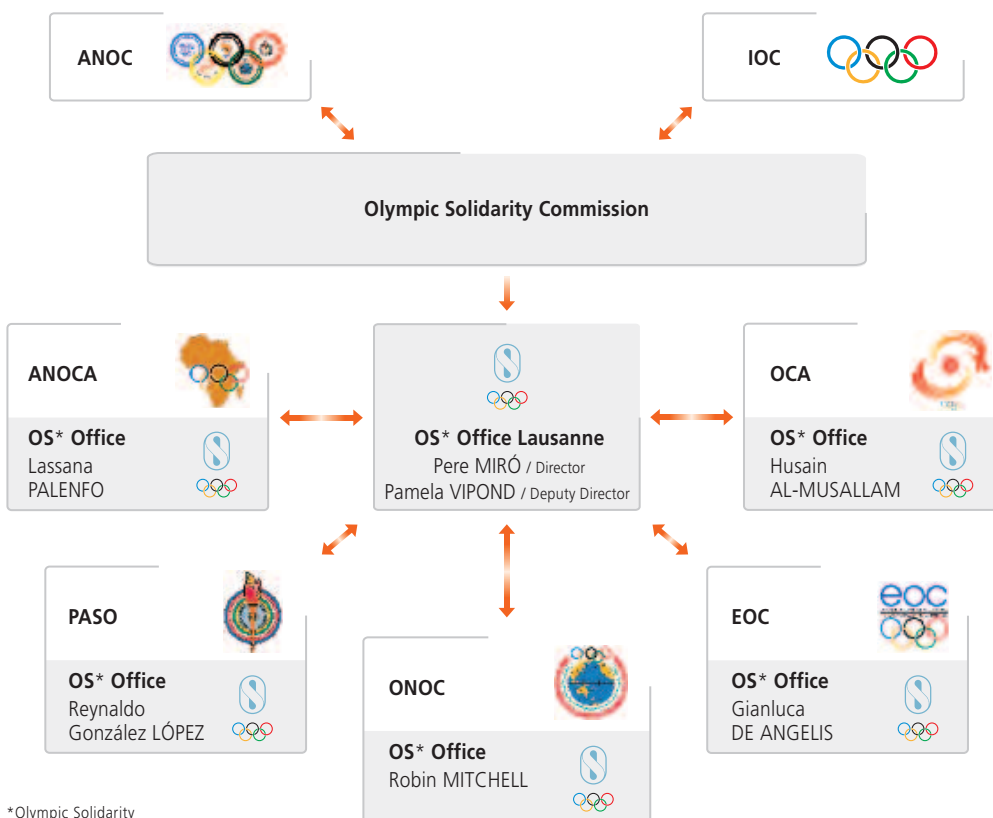 ANOC
IOC
Olympic Solidarity Commission
ANOCA
OS* Office
Lassana
PALENFO
OS* Office Lausanne
Pere MIRÓ / Director
Pamela VIPOND / Deputy Director
OCA
OS* Office
Husain
AL-MUSALLAM
PASO
OS* Office
Reynaldo
González LÓPEZ
ONOC
OS* Office
Robin MITCHELL
EOC
eoc
OS* Office
Gianluca
DE ANGELIS
*Olympic Solidarity